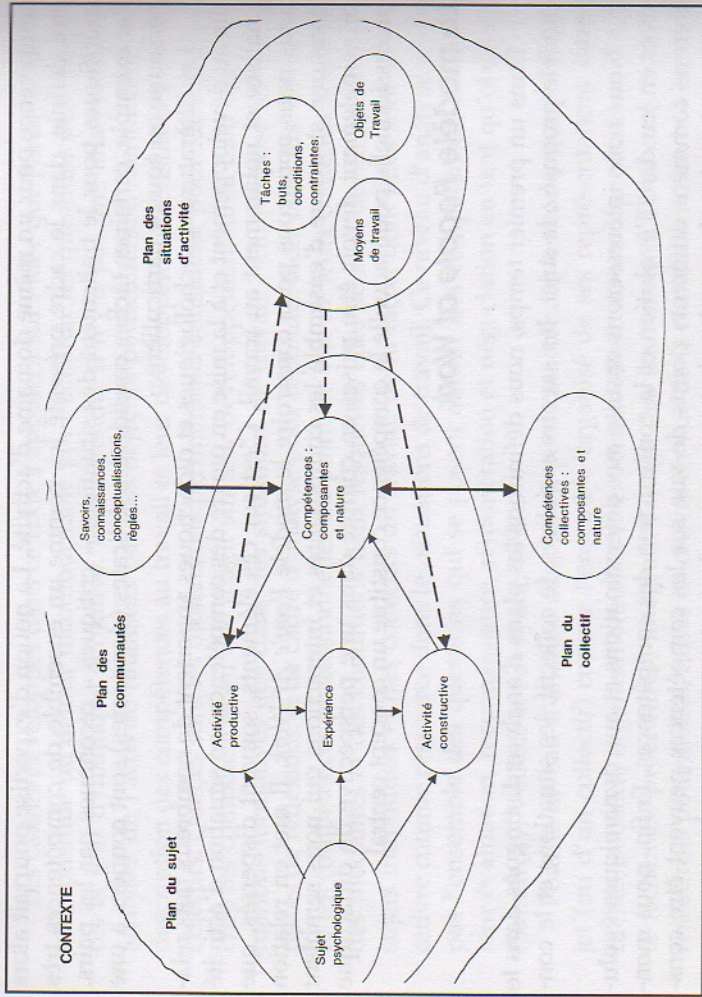 CONTEXTE
Plan du sujet
Plan des
communautés
Savoirs,
connaissances,
conceptualisations,
règles...
Plan des
situations
d'activité
Tâches :
buts,
conditions,
contraintes.
Moyens
de travail
Objets de
Travail
Sujet
psychologique
Activité
productive
Expérience
Activité
constructive
Compétences :
composantes
et nature
Plan du
collectif
Compétences
collectives :
composantes et
nature